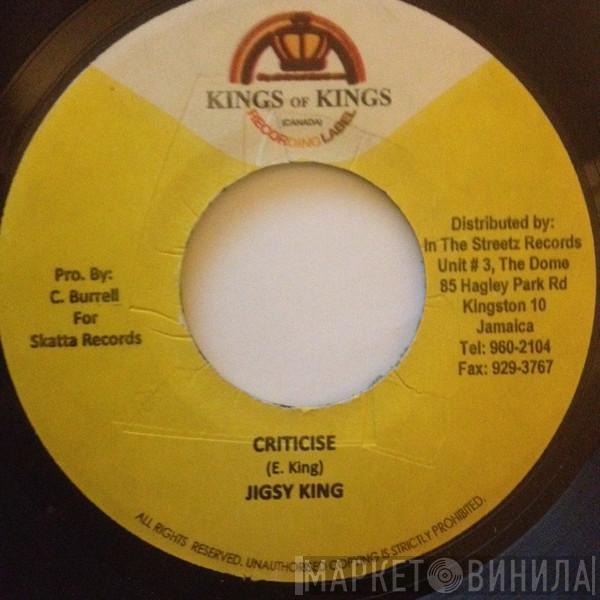 KINGS OF KINGS
(CANADA)
RECORDING LABEL
Pro. By:
C. Burrell
For
Skatta Records
Distributed by:
In The Streetz Records
Unit # 3, The Dome
85 Hagley Park Rd
Kingston 10
Jamaica
Tel: 960-2104
Fax: 929-3767
CRITICISE
(E. King)
JIGSY KING
ALL RIGHTS RESERVED. UNAUTHORISED COPYING IS STRICTLY PROHIBITED.
МАРКЕТ ВИНИЛА